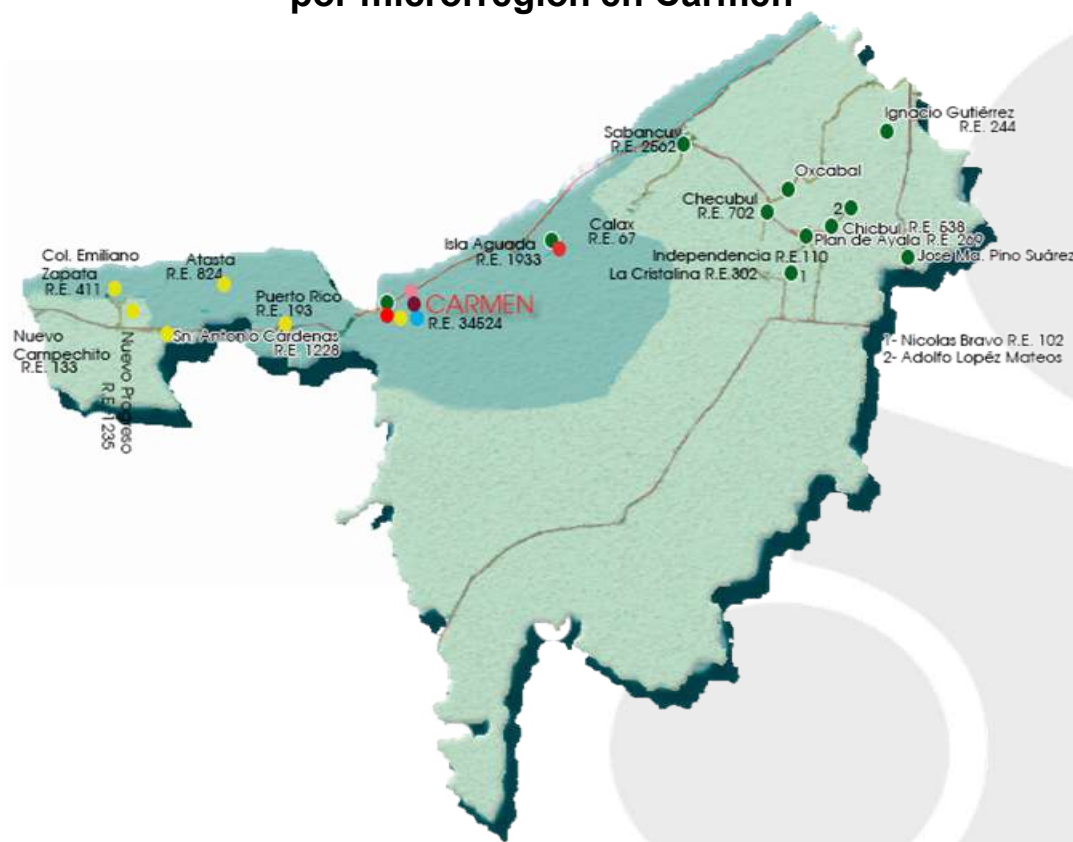 por microrregión en Carmen
Ignacio Gutiérrez
R.E. 244
Sabancuy
R.E. 2562
Oxcabal
Checubul
R.E. 702
2
Calax
R.E. 67
Chicbul R.E. 538
Isla Aguada
R.E. 1933
Plan de Ayala R.E. 269
Independencia R.E.110
José Ma. Pino Suárez
La Cristalina R.E.302
1
Col. Emiliano
Zapata
R.E. 411
Atasta
R.E. 824
Puerto Rico
R.E. 193
CARMEN
R.E. 34524
Nuevo
Campechito
R.E. 133
Sn. Antonio Cárdenas
R.E. 1228
Nuevo Progreso
R.E. 1235
1- Nicolas Bravo R.E. 102
2- Adolfo Lopéz Mateos